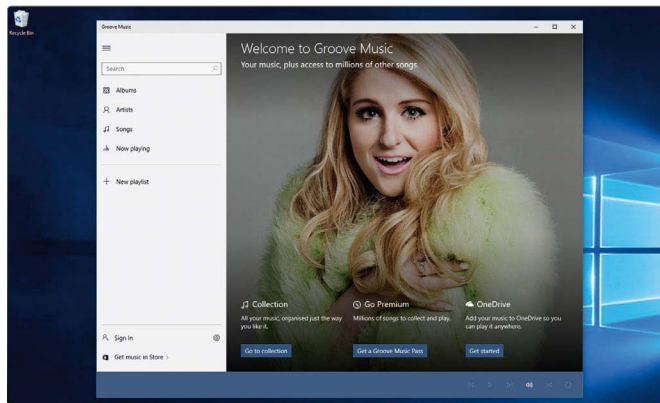 Recycle Bin
Groove Music
Search
Albums
Artists
Songs
Now playing
New playlist
Sign in
Get music in Store
Welcome to Groove Music
Your music, plus access to millions of other songs.
Collection
All your music, organised just the way
you like it.
Go to collection
Go Premium
Millions of songs to collect and play.
Get a Groove Music Pass
OneDrive
Add your music to OneDrive so you
can play it anywhere.
Get started